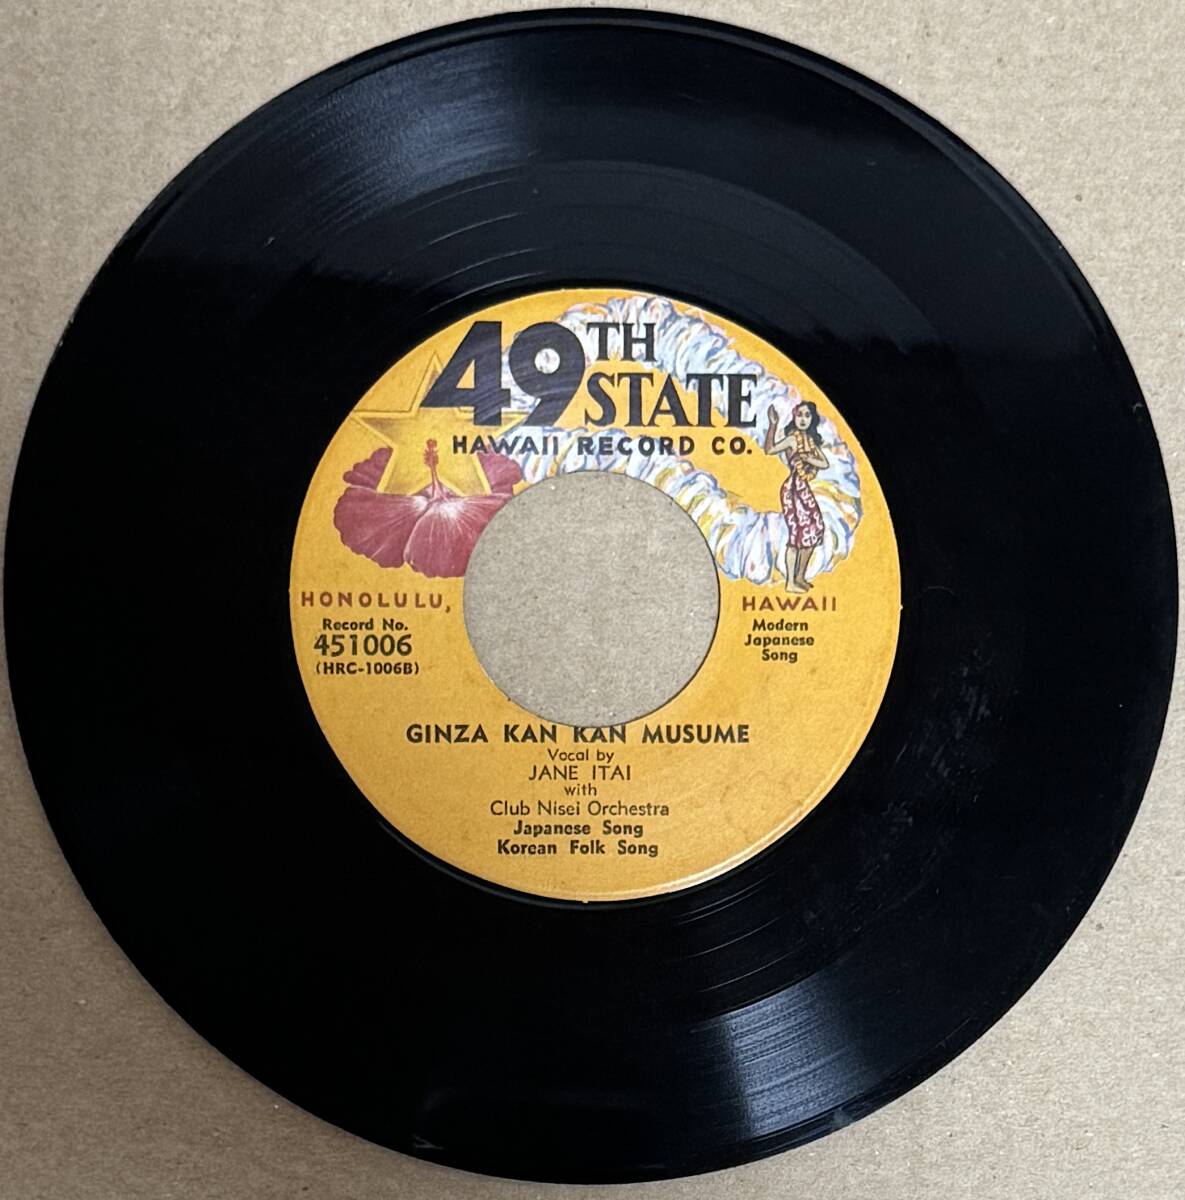 49TH
STATE
HAWAII RECORD CO.
HONOLULU,
HAWAII
Record No.
451006
(HRC-1006B)
Modern
Japanese
Song
GINZA KAN KAN MUSUME
Vocal by
JANE ITAI
with
Club Nisei Orchestra
Japanese Song
Korean Folk Song